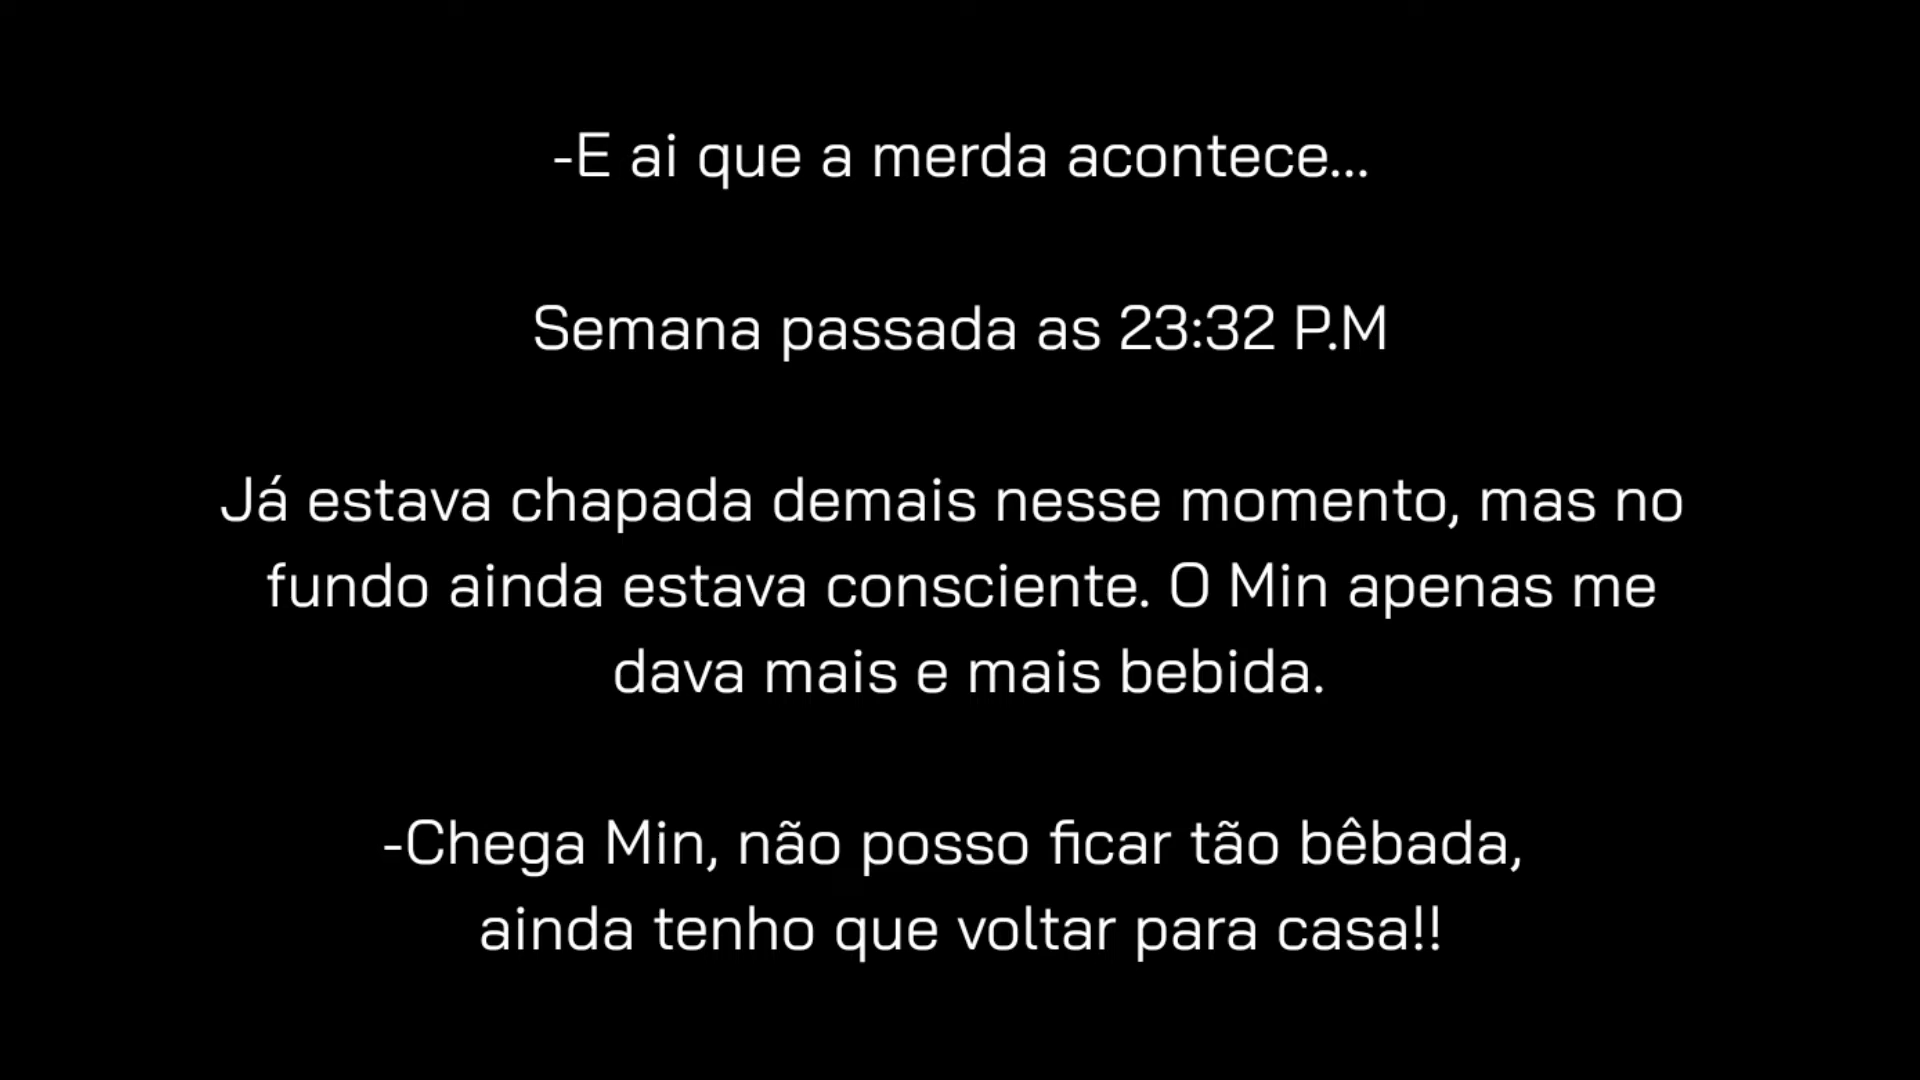 -E ai que a merda acontece...
Semana passada as 23:32 P.M
Já estava chapada demais nesse momento, mas no
fundo ainda estava consciente. O Min apenas me
dava mais e mais bebida.
-Chega Min, não posso ficar tão bêbada,
ainda tenho que voltar para casa!!